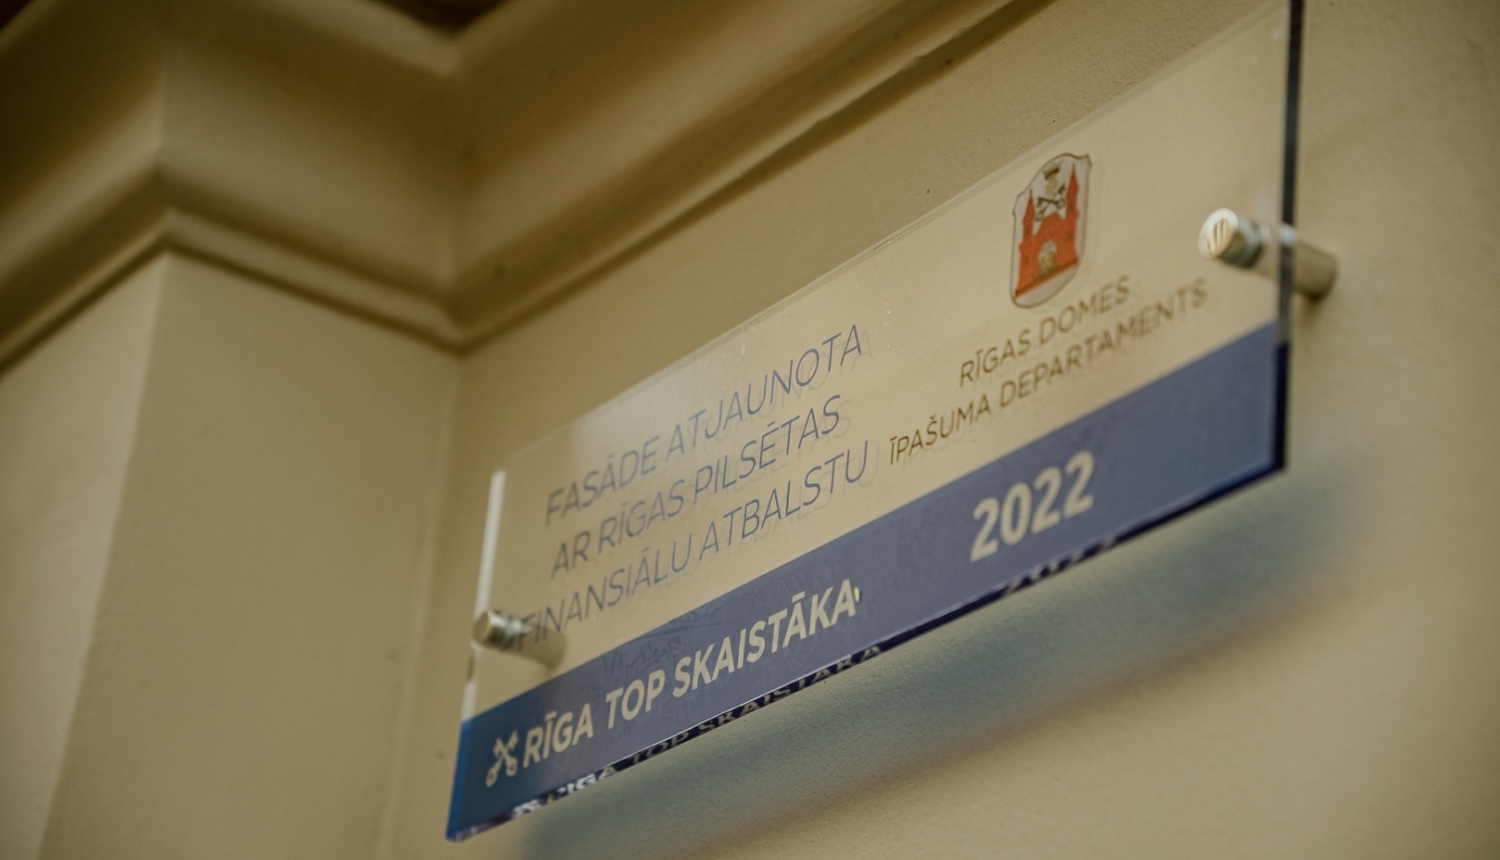 FASĀDE ATJAUNOTA
AR RĪGAS PILSĒTAS
FINANSIĀLU ATBALSTU
RĪGAS DOMES
ĪPAŠUMA DEPARTAMENTS
RĪGA TOP SKAISTĀKA
2022